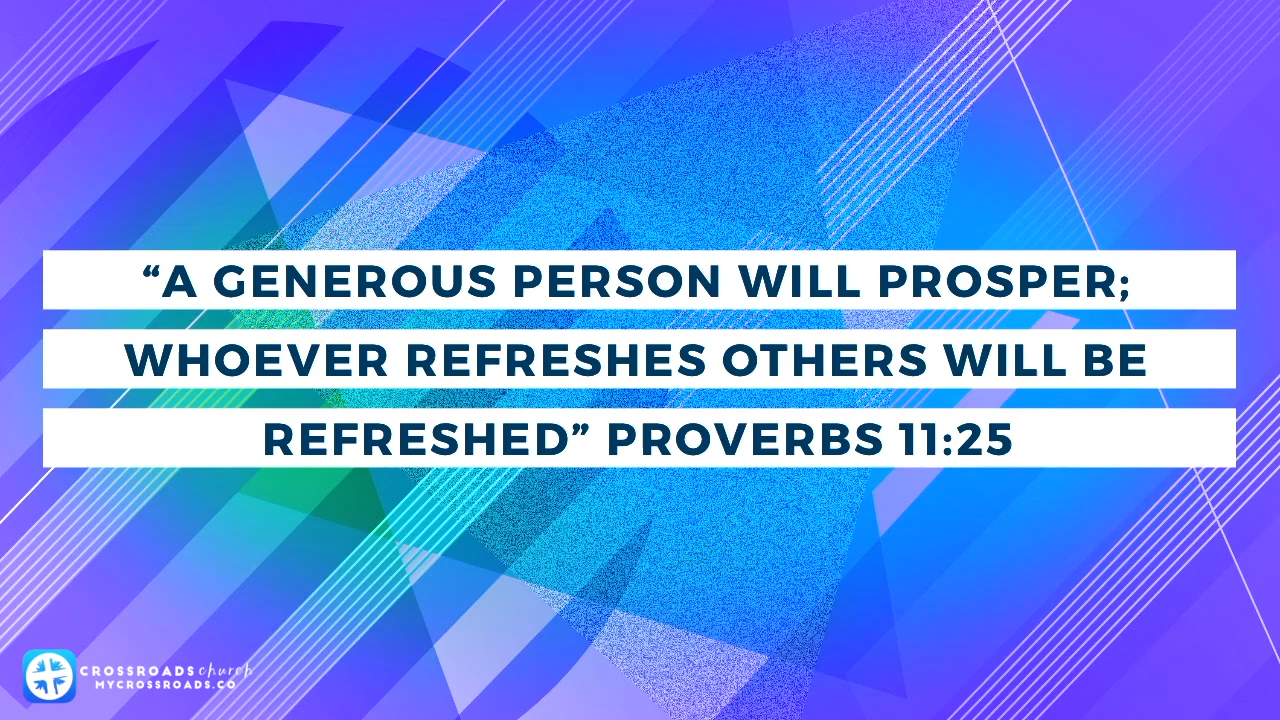 “A GENEROUS PERSON WILL PROSPER;
WHOEVER REFRESHES OTHERS WILL BE
REFRESHED” PROVERBS 11:25
CROSSROADS church
MYCROSSROADS.CO